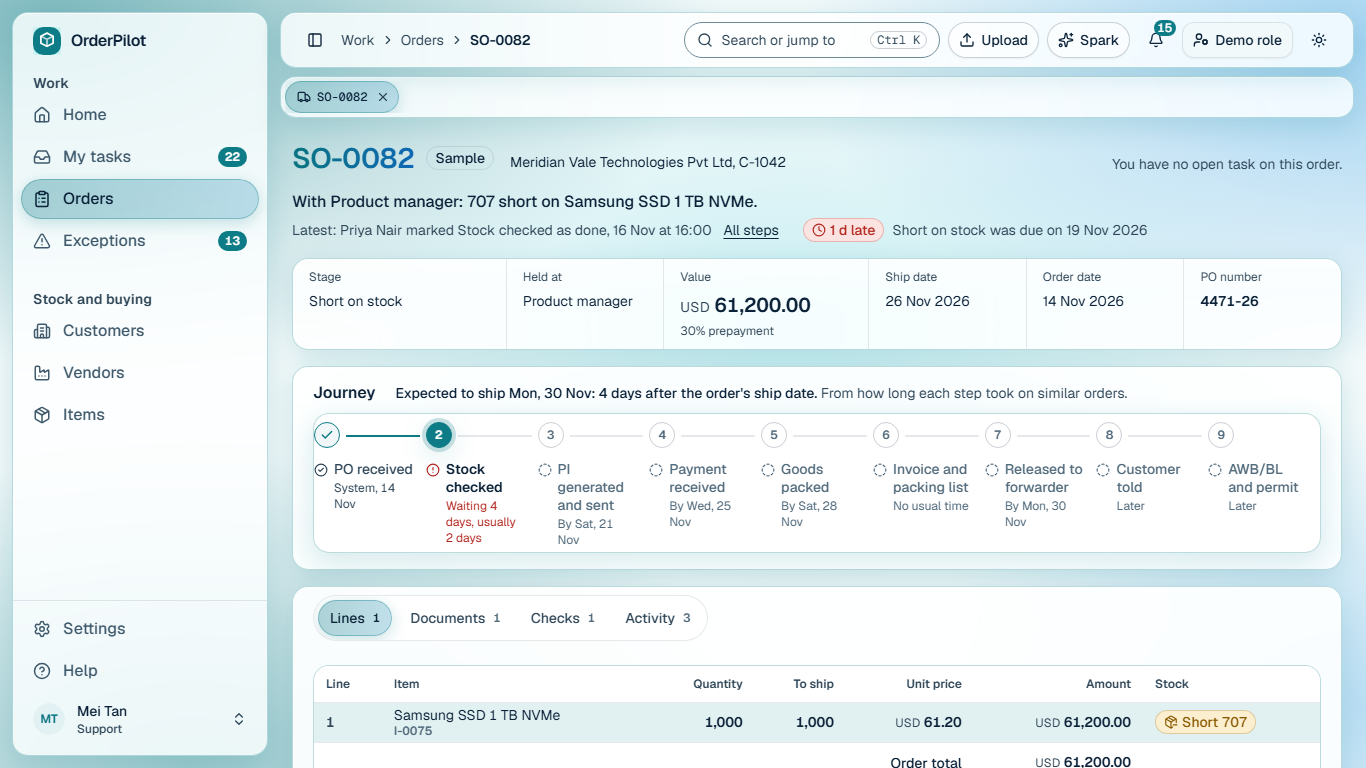 OrderPilot
Work
Home
My tasks 22
Orders
Exceptions 13
Stock and buying
Customers
Vendors
Items
Settings
Help
MT
Mei Tan
Support
Work > Orders > SO-0082
Search or jump to Ctrl K
Upload
Spark
15
Demo role
SO-0082
SO-0082 Sample Meridian Vale Technologies Pvt Ltd, C-1042
You have no open task on this order.
With Product manager: 707 short on Samsung SSD 1 TB NVMe.
Latest: Priya Nair marked Stock checked as done, 16 Nov at 16:00 All steps 1 d late Short on stock was due on 19 Nov 2026
Stage
Short on stock
Held at
Product manager
Value
USD 61,200.00
30% prepayment
Ship date
26 Nov 2026
Order date
14 Nov 2026
PO number
4471-26
Journey Expected to ship Mon, 30 Nov: 4 days after the order's ship date. From how long each step took on similar orders.
PO received
System, 14
Nov
2
Stock
checked
Waiting 4
days, usually
2 days
3
PI
generated
and sent
By Sat, 21
Nov
4
Payment
received
By Wed, 25
Nov
5
Goods
packed
By Sat, 28
Nov
6
Invoice and
packing list
No usual time
7
Released to
forwarder
By Mon, 30
Nov
8
Customer
told
Later
9
AWB/BL
and permit
Later
Lines 1 Documents 1 Checks 1 Activity 3
Line Item Quantity To ship Unit price Amount Stock
1 Samsung SSD 1 TB NVMe 1,000 1,000 USD 61.20 USD 61,200.00 Short 707
I-0075
Order total USD 61,200.00